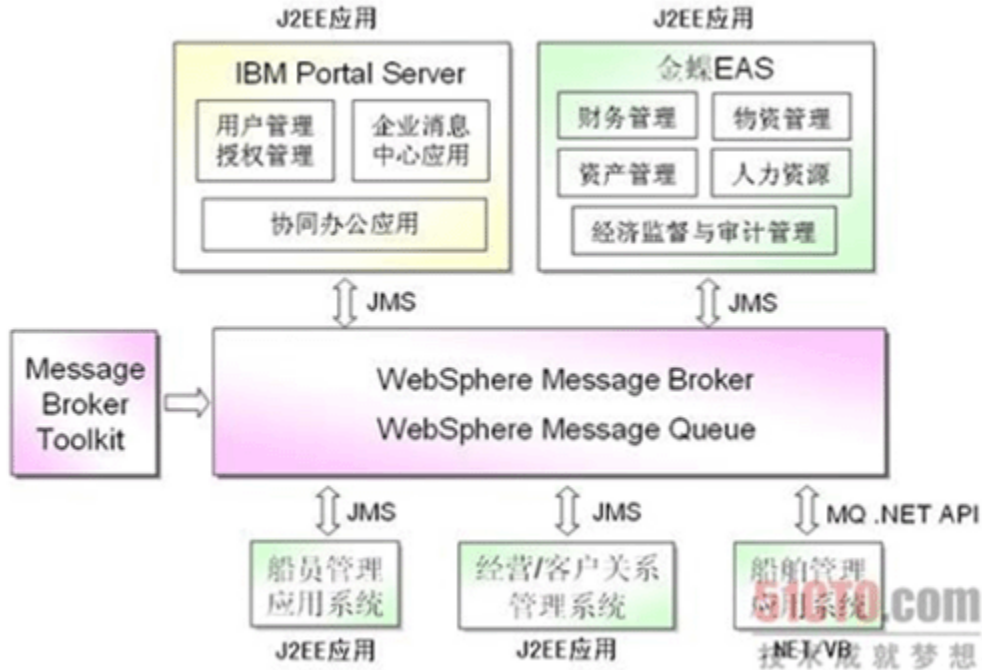 J2EE应用
J2EE应用
IBM Portal Server
用户管理
授权管理
企业消息
中心应用
协同办公应用
金蝶EAS
财务管理
物资管理
资产管理
人力资源
经济监督与审计管理
JMS
JMS
Message
Broker
Toolkit
WebSphere Message Broker
WebSphere Message Queue
JMS
JMS
MQ .NET API
船员管理
应用系统
经营/客户关系
管理系统
船舶管理
应用系统
J2EE应用
J2EE应用
.NET/VB
51CTO.com
技术成就梦想